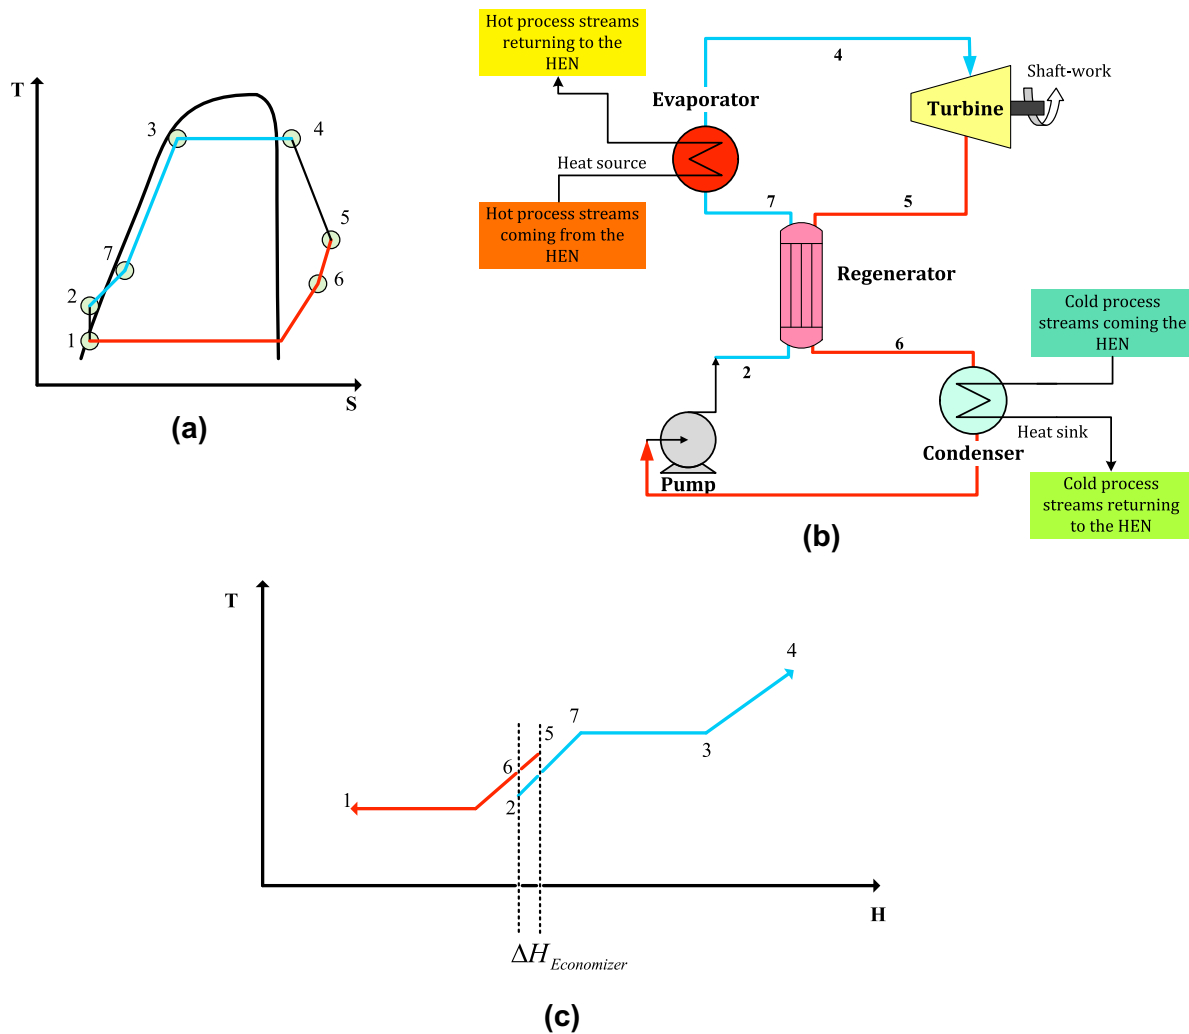 T
3
4
5
7
6
2
1
S
(a)
Hot process streams
returning to the
HEN
4
Shaft-work
Evaporator
Turbine
Heat source
7
5
Hot process streams
coming from the
HEN
Regenerator
Cold process
streams coming the
HEN
6
2
Heat sink
Condenser
Pump
Cold process
streams returning
to the HEN
(b)
T
4
7
5
6
3
2
1
H
ΔH Economizer
(c)